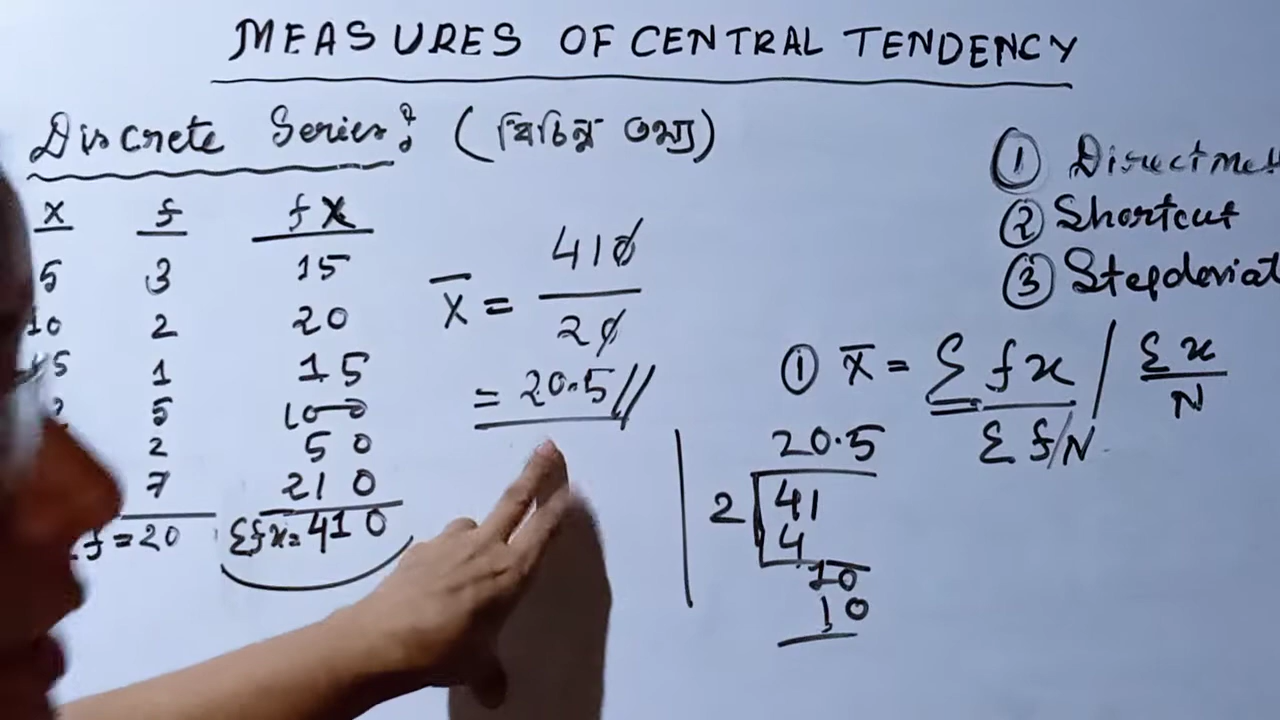 MEASURES OF CENTRAL TENDENCY
Discrete Series: (বিচিন্ন তথ্য)
x f fx
5 3 15
10 2 20
5 1 15
5 100
2 50
7 210
f = 20 Σfx = 410
X̄ = 410 / 20
= 20.5//
① Direct met
② Shortcut
③ Stepdeviat
① X̄ = Σfx / Σf/N / Σx / N
20.5
2 41
4
10
10